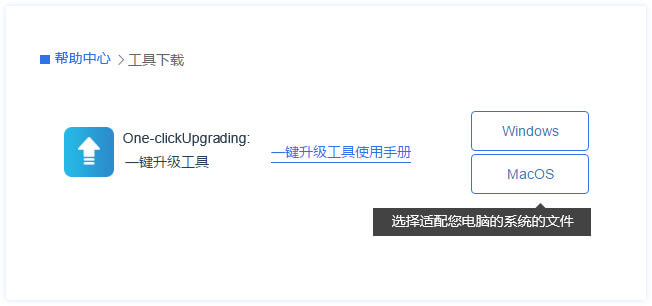 帮助中心 > 工具下载
One-clickUpgrading:
一键升级工具
一键升级工具使用手册
Windows
MacOS
选择适配您电脑的系统的文件